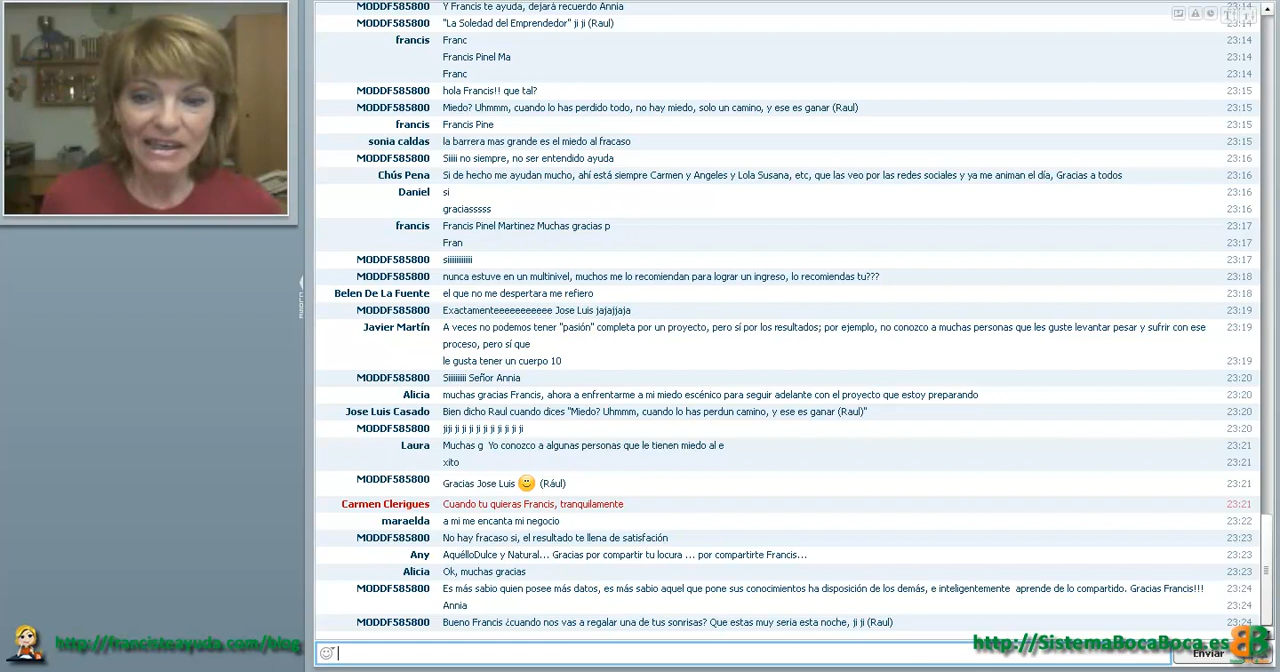 MODDF585800 Y Francis te ayuda, dejará recuerdo Annia 23:14
MODDF585800 "La Soledad del Emprendedor" ji ji (Raul) 23:14
francis Franc 23:14
Francis Pinel Ma 23:14
Franc 23:14
MODDF585800 hola Francis!! que tal? 23:15
MODDF585800 Miedo? Uhmmm, cuando lo has perdido todo, no hay miedo, solo un camino, y ese es ganar (Raul) 23:15
francis Francis Pine 23:15
sonia caldas la barrera mas grande es el miedo al fracaso 23:15
MODDF585800 Siiii no siempre, no ser entendido ayuda 23:16
Chús Pena Si de hecho me ayudan mucho, ahí está siempre Carmen y Angeles y Lola Susana, etc, que las veo por las redes sociales y ya me animan el día, Gracias a todos 23:16
Daniel si 23:16
graciasssss 23:16
francis Francis Pinel Martinez Muchas gracias p 23:17
Fran 23:17
MODDF585800 siiiiiiiiiii 23:17
MODDF585800 nunca estuve en un multinivel, muchos me lo recomiendan para lograr un ingreso, lo recomiendas tu??? 23:18
Belen De La Fuente el que no me despertara me refiero 23:18
MODDF585800 Exactamenteeeeeeeeeee Jose Luis jajajjaja 23:19
Javier Martín A veces no podemos tener "pasión" completa por un proyecto, pero sí por los resultados; por ejemplo, no conozco a muchas personas que les guste levantar pesar y sufrir con ese 23:19
proceso, pero sí que
le gusta tener un cuerpo 10 23:19
MODDF585800 Siiiiiiiii Señor Annia 23:20
Alicia muchas gracias Francis, ahora a enfrentarme a mi miedo escénico para seguir adelante con el proyecto que estoy preparando 23:20
Jose Luis Casado Bien dicho Raul cuando dices "Miedo? Uhmmm, cuando lo has perdun camino, y ese es ganar (Raul)" 23:20
MODDF585800 jiji ji ji ji ji ji ji ji ji ji ji 23:20
Laura Muchas g Yo conozco a algunas personas que le tienen miedo al e 23:21
xito 23:21
MODDF585800 Gracias Jose Luis (Rául) 23:21
Carmen Clerigues Cuando tu quieras Francis, tranquilamente 23:21
maraelda a mi me encanta mi negocio 23:22
MODDF585800 No hay fracaso si, el resultado te llena de satisfación 23:23
Any AquélloDulce y Natural... Gracias por compartir tu locura ... por compartirte Francis... 23:23
Alicia Ok, muchas gracias 23:23
MODDF585800 Es más sabio quien posee más datos, es más sabio aquel que pone sus conocimientos ha disposición de los demás, e inteligentemente aprende de lo compartido. Gracias Francis!!! 23:24
Annia 23:24
MODDF585800 Bueno Francis ¿cuando nos vas a regalar una de tus sonrisas? Que estas muy seria esta noche, ji ji (Raul) 23:24
http://francisteayuda.com/blog
http://SistemaBocaBoca.es
Enviar